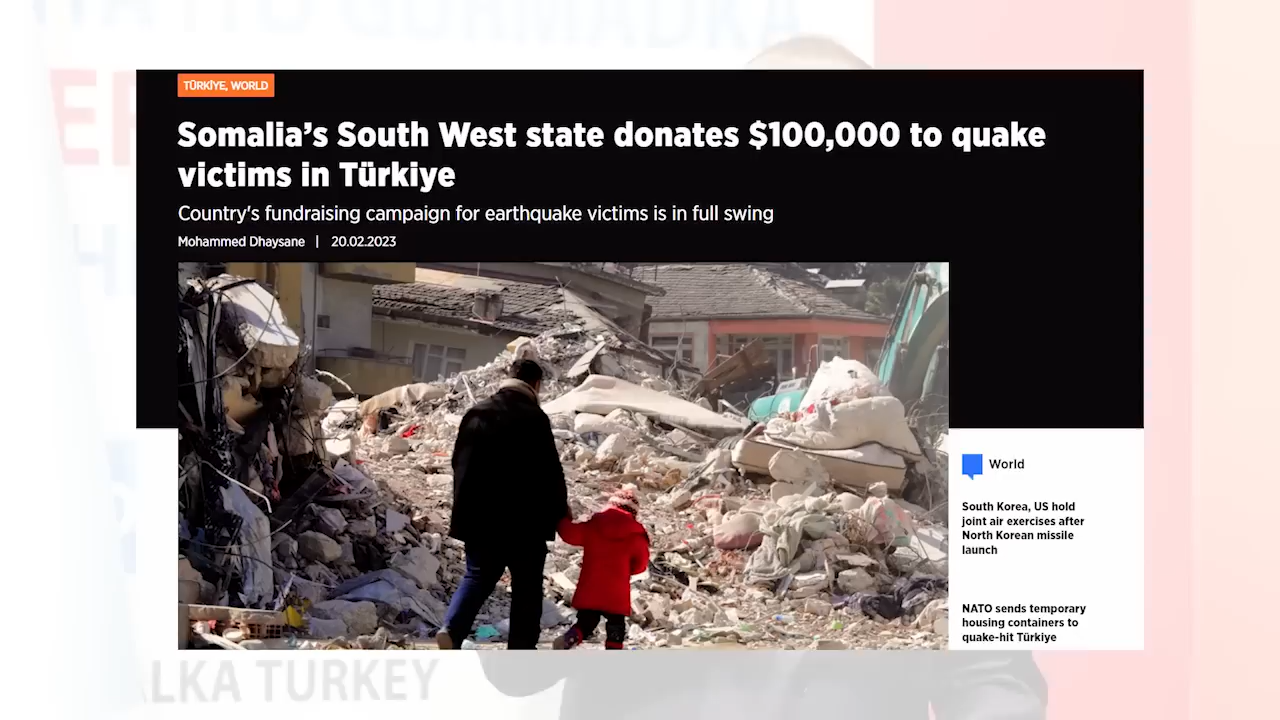 TÜRKİYE, WORLD
Somalia’s South West state donates $100,000 to quake
victims in Türkiye
Country's fundraising campaign for earthquake victims is in full swing
Mohammed Dhaysane | 20.02.2023
World
South Korea, US hold
joint air exercises after
North Korean missile
launch
NATO sends temporary
housing containers to
quake-hit Türkiye
LKA TURKEY